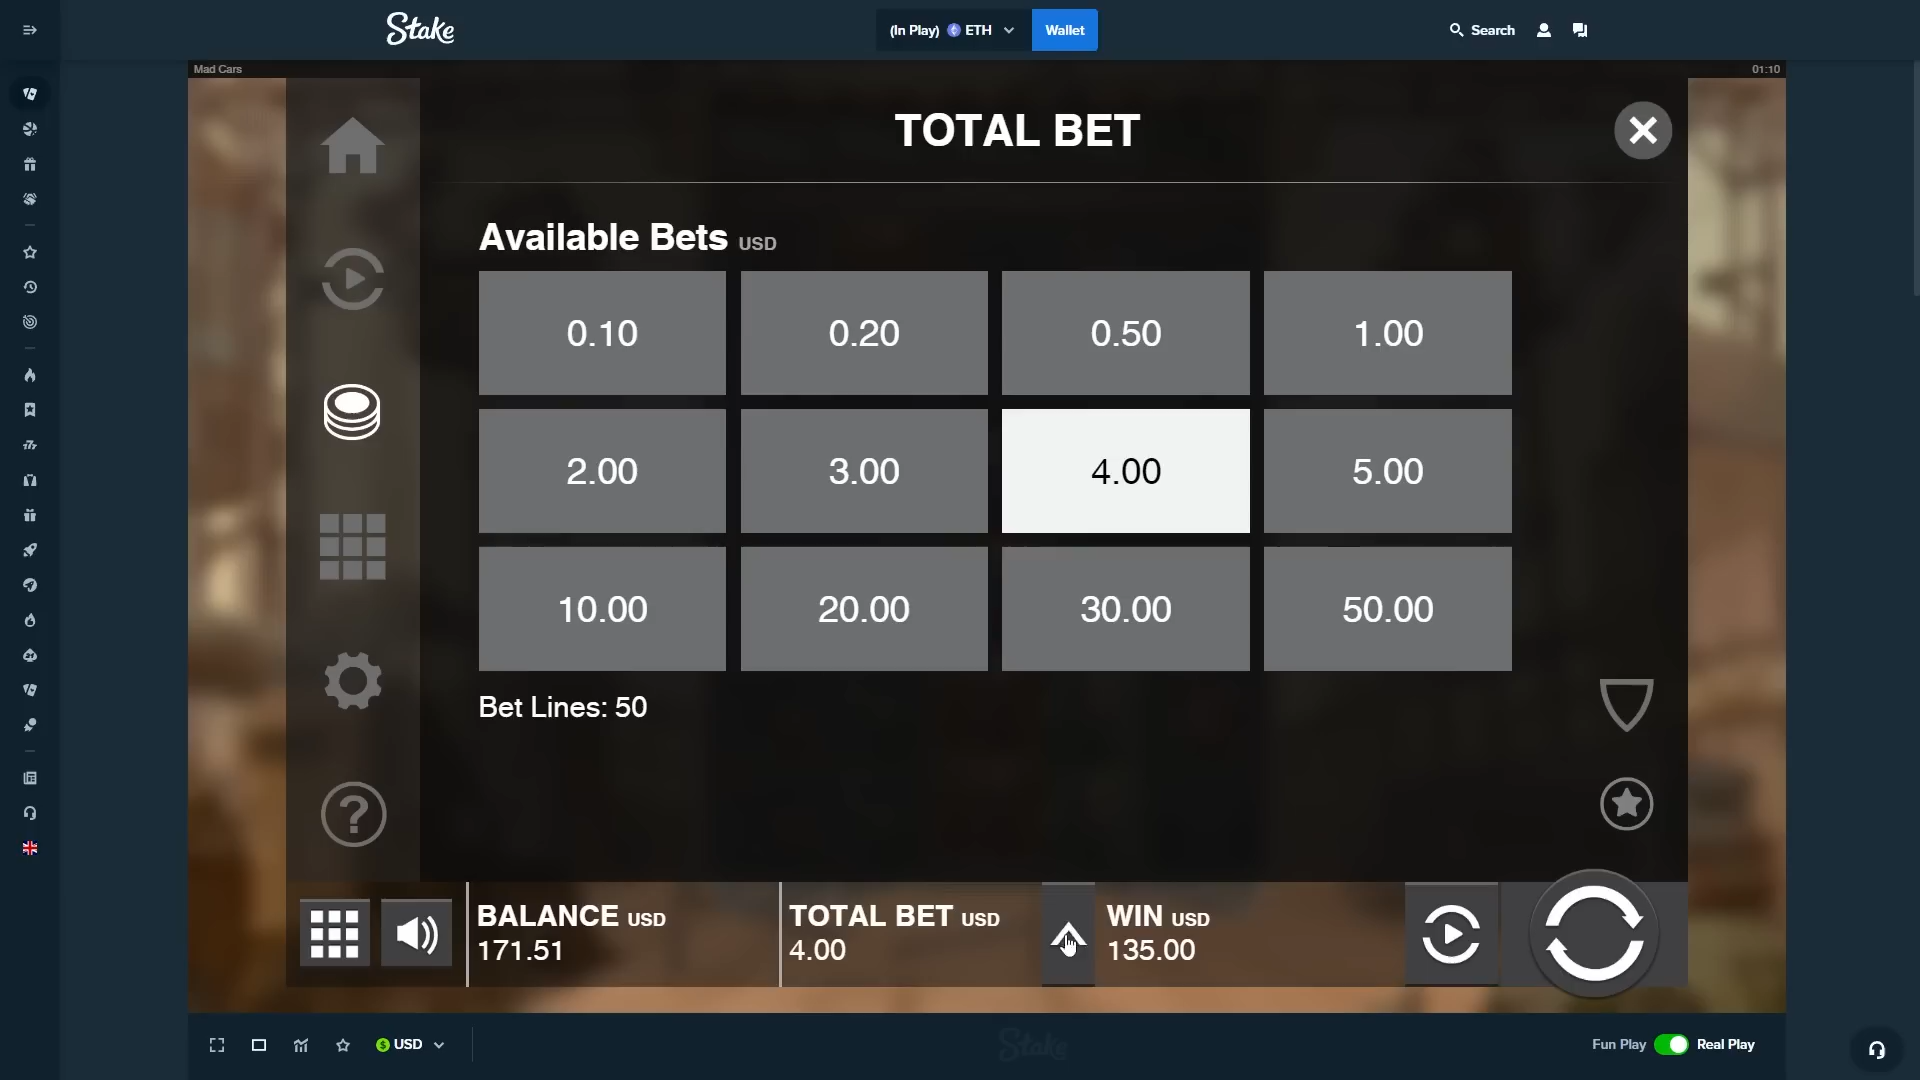 Stake
(In Play) ETH
Wallet
Search
Mad Cars
01:10
TOTAL BET
Available Bets USD
0.10 0.20 0.50 1.00
2.00 3.00 4.00 5.00
10.00 20.00 30.00 50.00
Bet Lines: 50
BALANCE USD
171.51
TOTAL BET USD
4.00
WIN USD
135.00
$ USD
Stake
Fun Play
Real Play